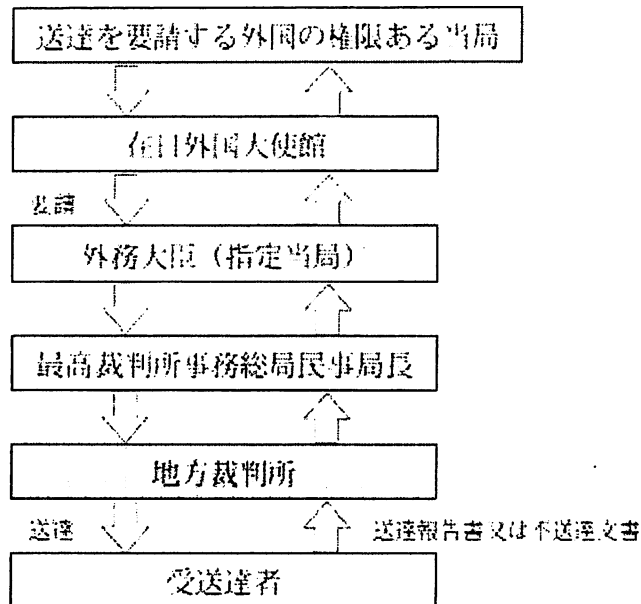 送達を要請する外国の権限ある当局
在日外国大使館
要請
外務大臣（指定当局）
最高裁判所事務総局民事局長
地方裁判所
送達
送達報告書又は不送達文書
受送達者